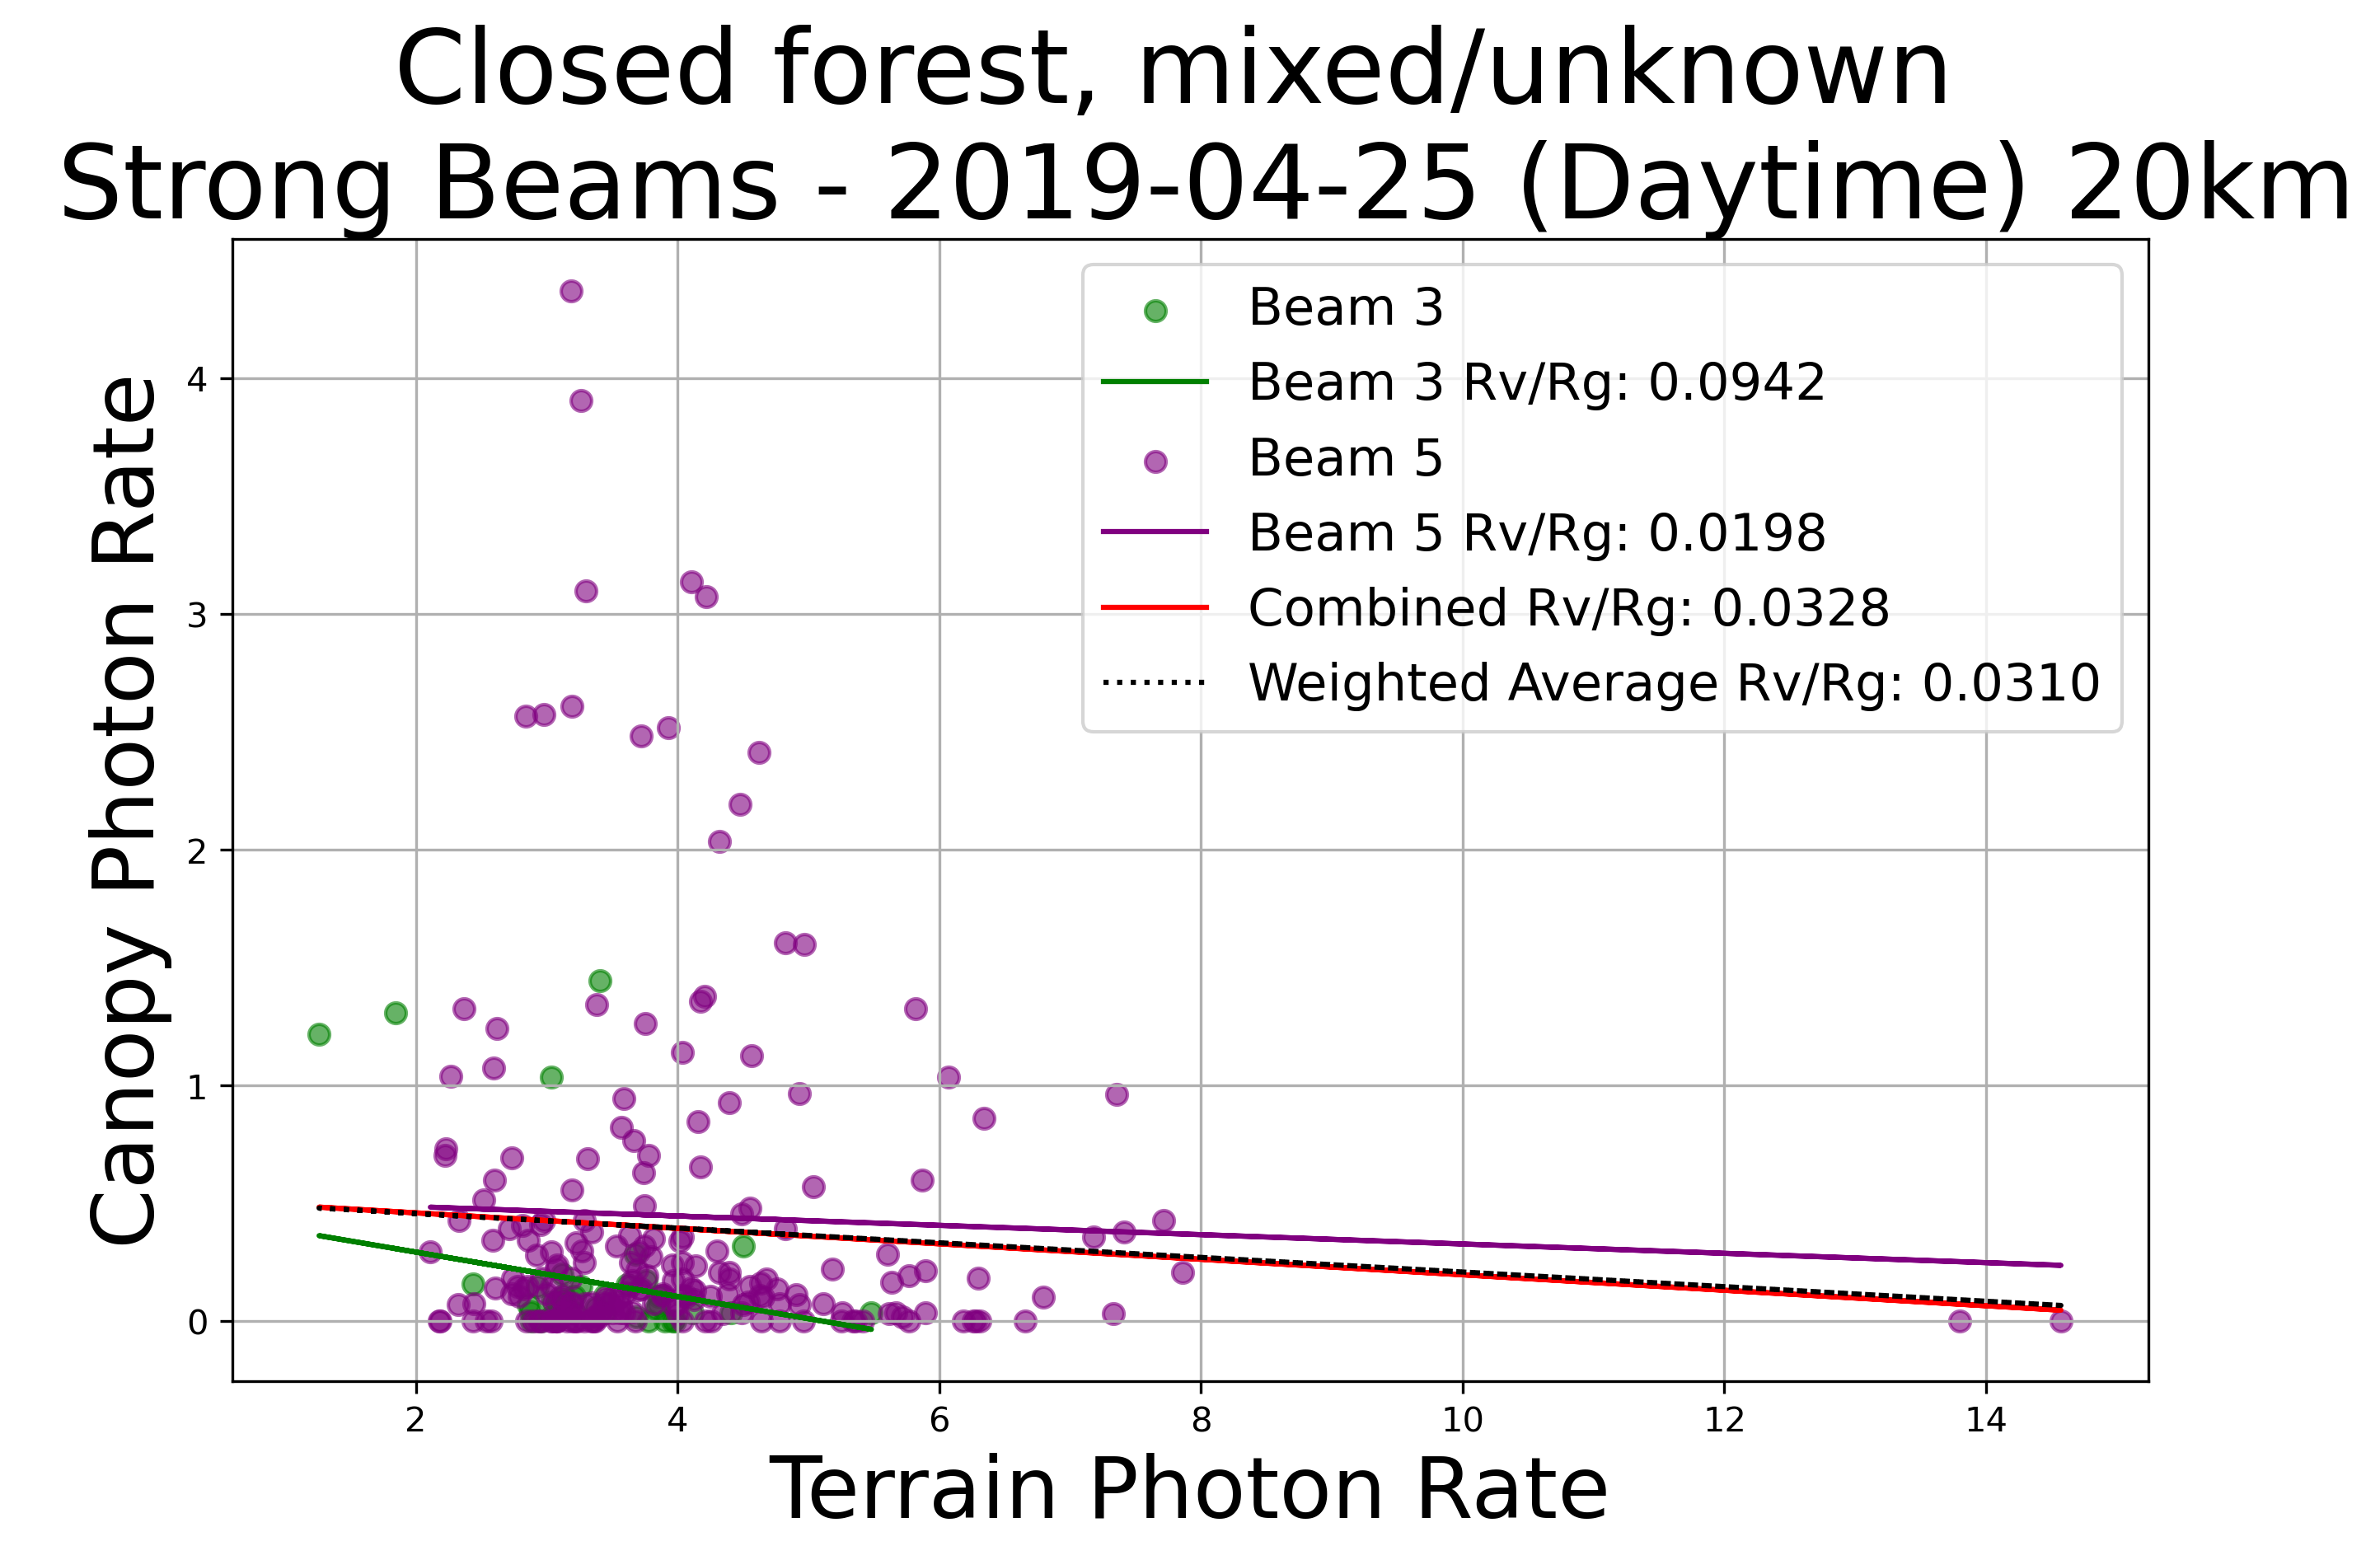 Closed forest, mixed/unknown
Strong Beams - 2019-04-25 (Daytime) 20km
Canopy Photon Rate
4
3
2
1
0
Beam 3
Beam 3 Rv/Rg: 0.0942
Beam 5
Beam 5 Rv/Rg: 0.0198
Combined Rv/Rg: 0.0328
Weighted Average Rv/Rg: 0.0310
2 4 6 8 10 12 14
Terrain Photon Rate